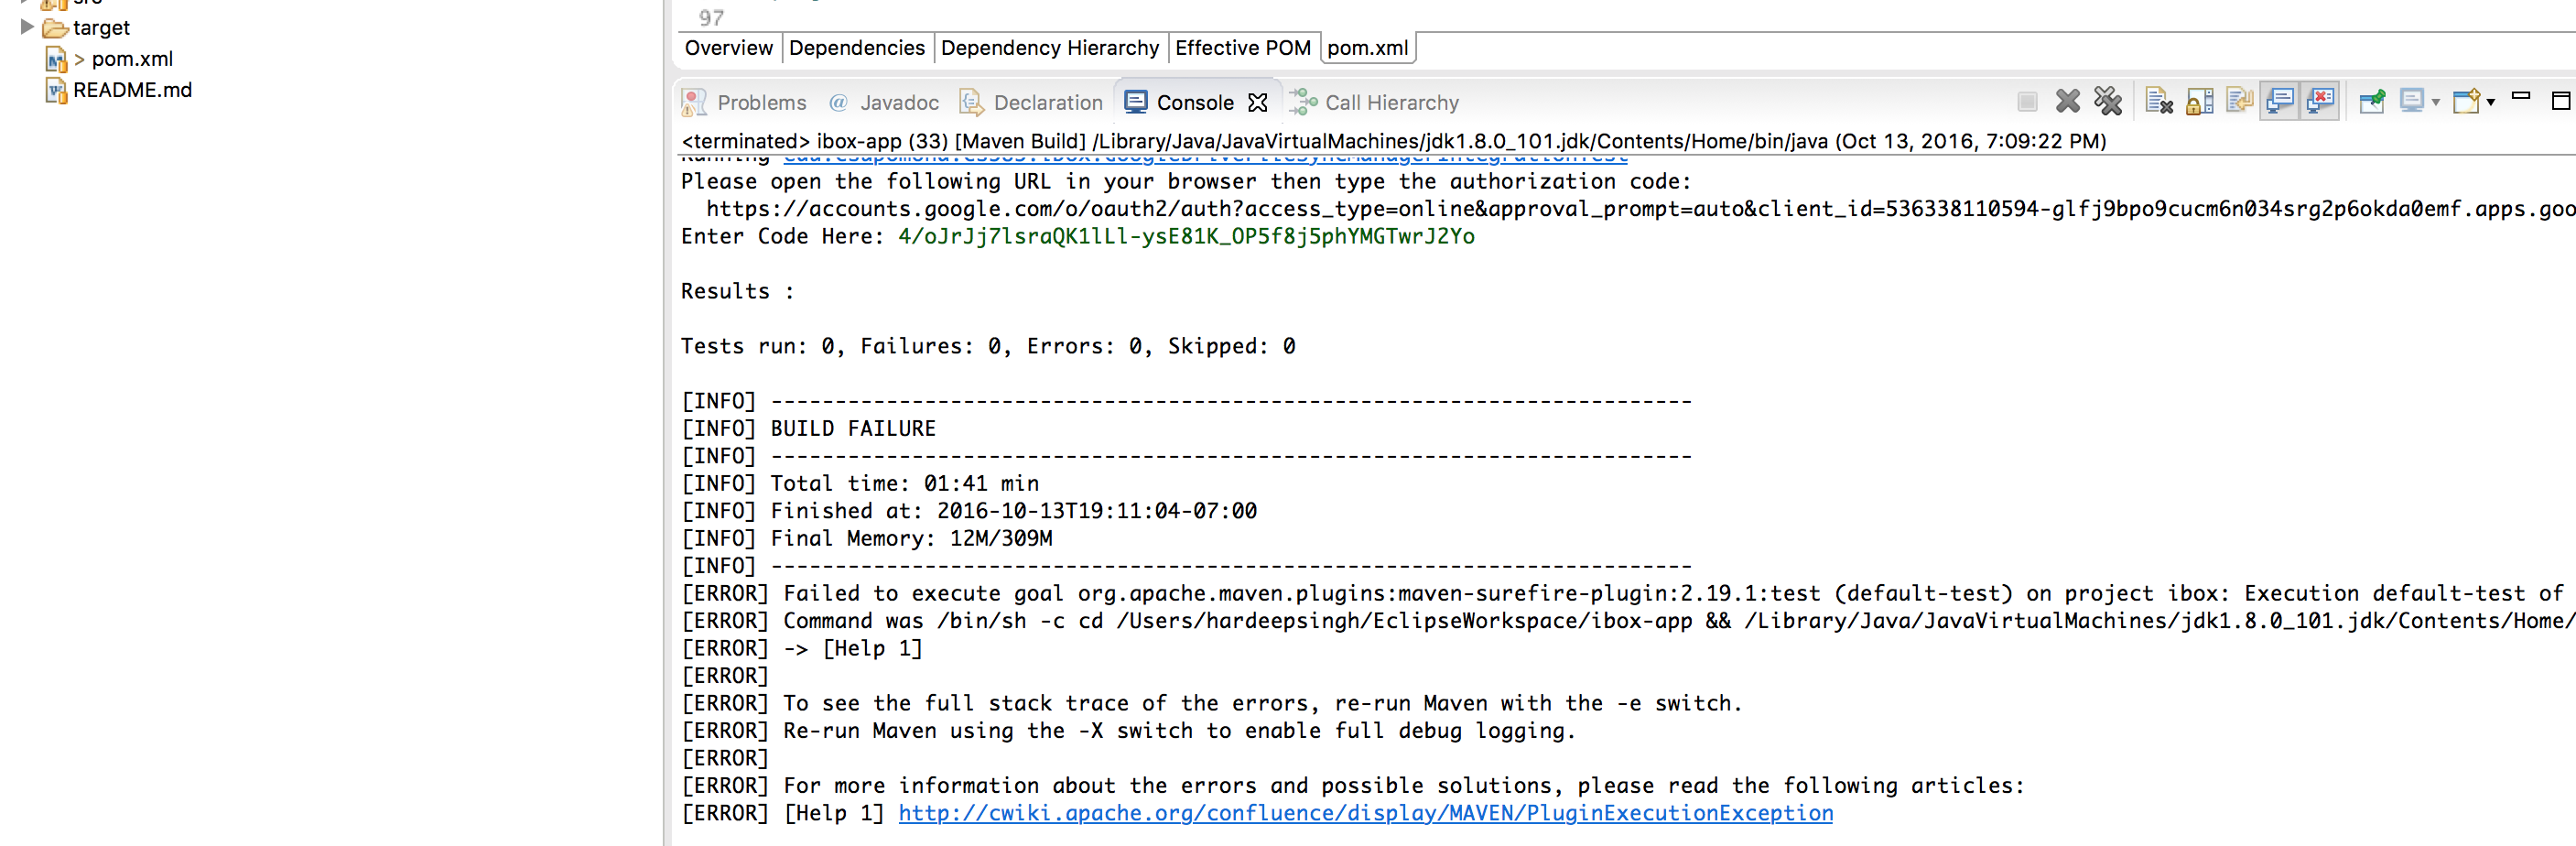 target
> pom.xml
README.md
97
Overview Dependencies Dependency Hierarchy Effective POM pom.xml
Problems @ Javadoc Declaration Console Call Hierarchy
<terminated> ibox-app (33) [Maven Build] /Library/Java/JavaVirtualMachines/jdk1.8.0_101.jdk/Contents/Home/bin/java (Oct 13, 2016, 7:09:22 PM)
Running edu.csupomona.cs585.ibox.GoogleDriveFileSyncManagerIntegrationTest
Please open the following URL in your browser then type the authorization code:
https://accounts.google.com/o/oauth2/auth?access_type=online&approval_prompt=auto&client_id=536338110594-glfj9bpo9cucm6n034srg2p6okda0emf.apps.goo
Enter Code Here: 4/oJrJj7lsraQK1lLl-ysE81K_OP5f8j5phYMGTwrJ2Yo
Results :
Tests run: 0, Failures: 0, Errors: 0, Skipped: 0
[INFO] ------------------------------------------------------------------------
[INFO] BUILD FAILURE
[INFO] ------------------------------------------------------------------------
[INFO] Total time: 01:41 min
[INFO] Finished at: 2016-10-13T19:11:04-07:00
[INFO] Final Memory: 12M/309M
[INFO] ------------------------------------------------------------------------
[ERROR] Failed to execute goal org.apache.maven.plugins:maven-surefire-plugin:2.19.1:test (default-test) on project ibox: Execution default-test of
[ERROR] Command was /bin/sh -c cd /Users/hardeepsingh/EclipseWorkspace/ibox-app && /Library/Java/JavaVirtualMachines/jdk1.8.0_101.jdk/Contents/Home/
[ERROR] -> [Help 1]
[ERROR]
[ERROR] To see the full stack trace of the errors, re-run Maven with the -e switch.
[ERROR] Re-run Maven using the -X switch to enable full debug logging.
[ERROR]
[ERROR] For more information about the errors and possible solutions, please read the following articles:
[ERROR] [Help 1] http://cwiki.apache.org/confluence/display/MAVEN/PluginExecutionException